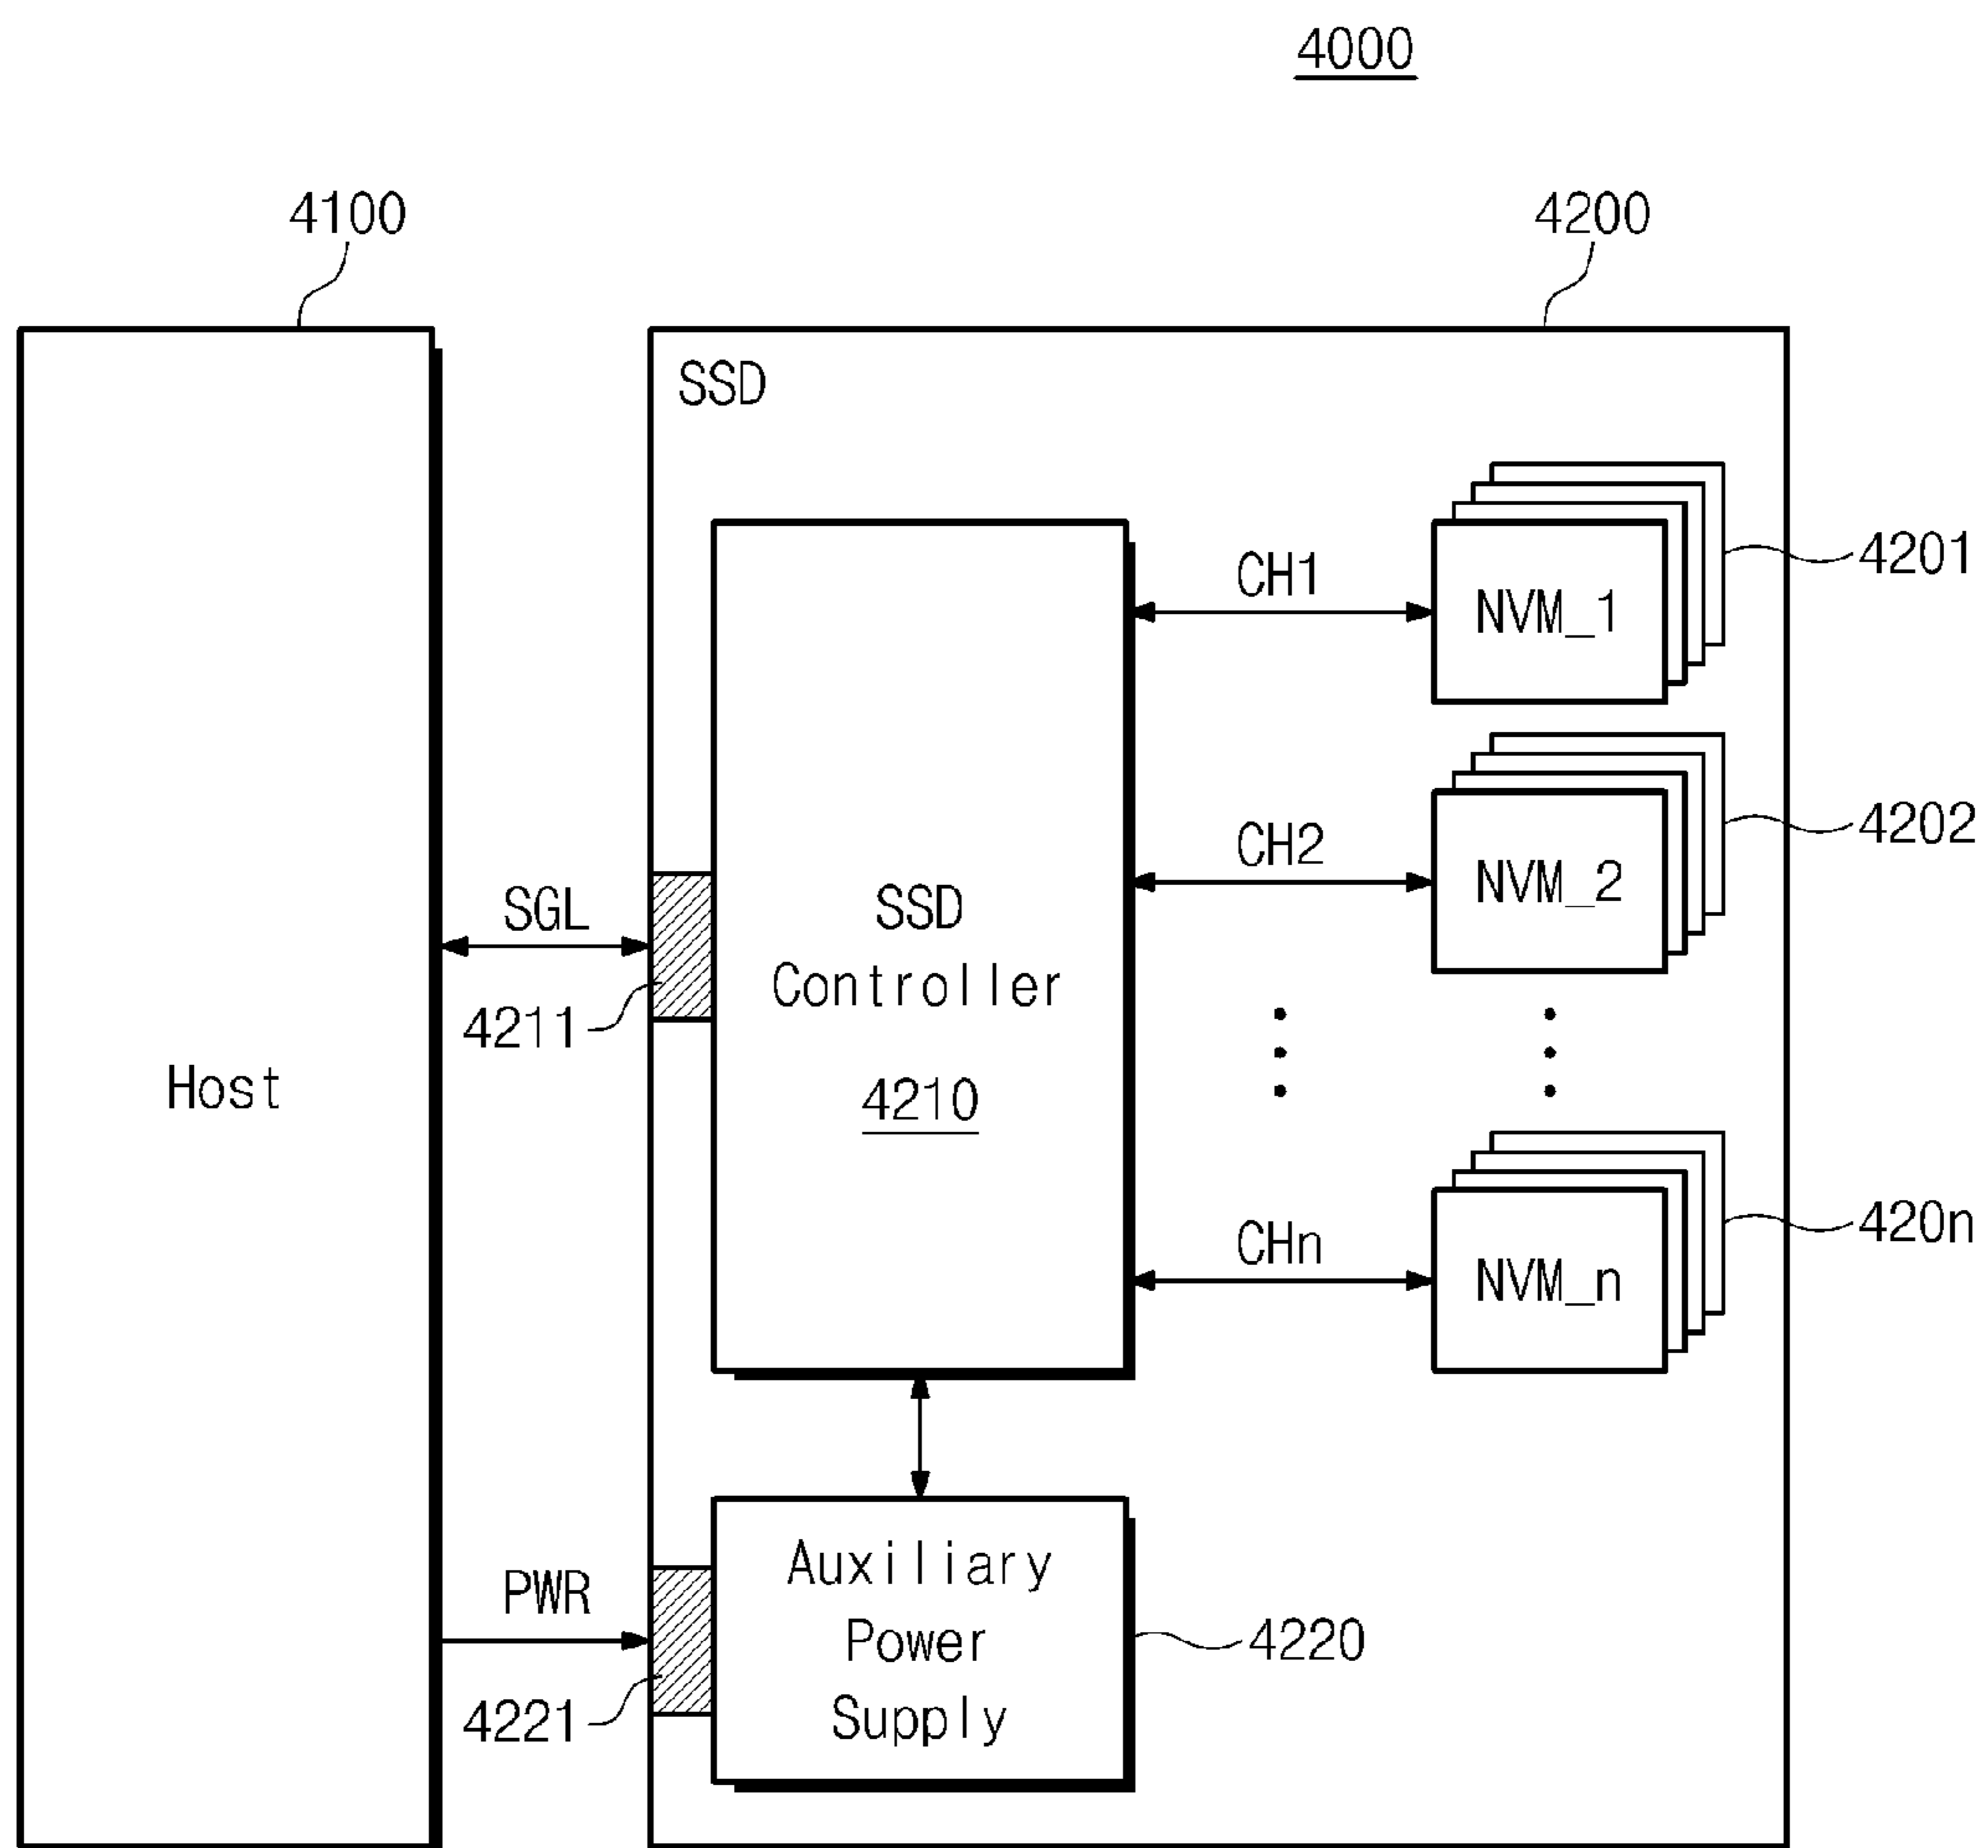 4000
4100
4200
SSD
CH1
NVM_1
4201
CH2
NVM_2
4202
SGL
4211
SSD
Controller
4210
Host
CHn
NVM_n
420n
PWR
4221
Auxiliary
Power
Supply
4220